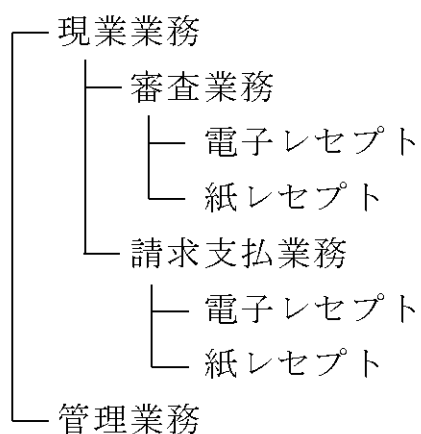 現業業務
審査業務
電子レセプト
紙レセプト
請求支払業務
電子レセプト
紙レセプト
管理業務